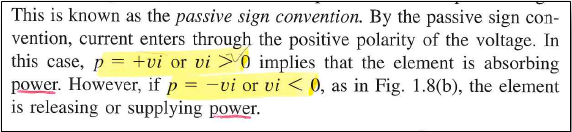 This is known as the passive sign convention. By the passive sign con-
vention, current enters through the positive polarity of the voltage. In
this case, p = +vi or vi > 0 implies that the element is absorbing
power. However, if p = −vi or vi < 0, as in Fig. 1.8(b), the element
is releasing or supplying power.